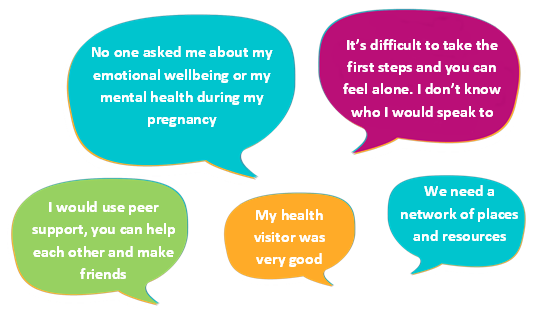 No one asked me about my
emotional wellbeing or my
mental health during my
pregnancy
It's difficult to take the
first steps and you can
feel alone. I don't know
who I would speak to
I would use peer
support, you can help
each other and make
friends
My health
visitor was
very good
We need a
network of places
and resources